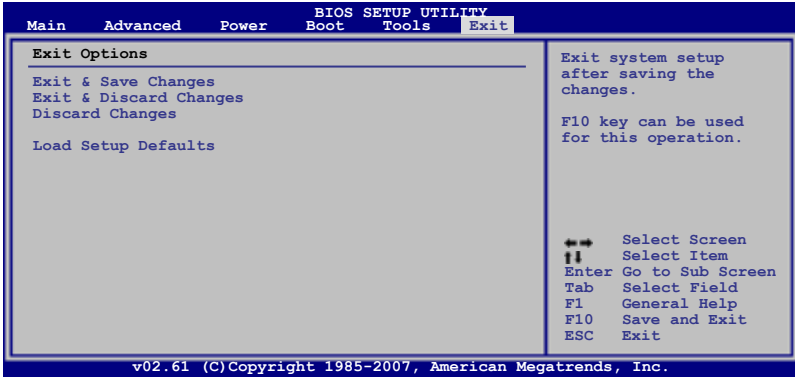 BIOS SETUP UTILITY
Main Advanced Power Boot Tools Exit
Exit Options
Exit & Save Changes
Exit & Discard Changes
Discard Changes
Load Setup Defaults
Exit system setup
after saving the
changes.
F10 key can be used
for this operation.
Select Screen
Select Item
Enter Go to Sub Screen
Tab Select Field
F1 General Help
F10 Save and Exit
ESC Exit
v02.61 (C)Copyright 1985-2007, American Megatrends, Inc.